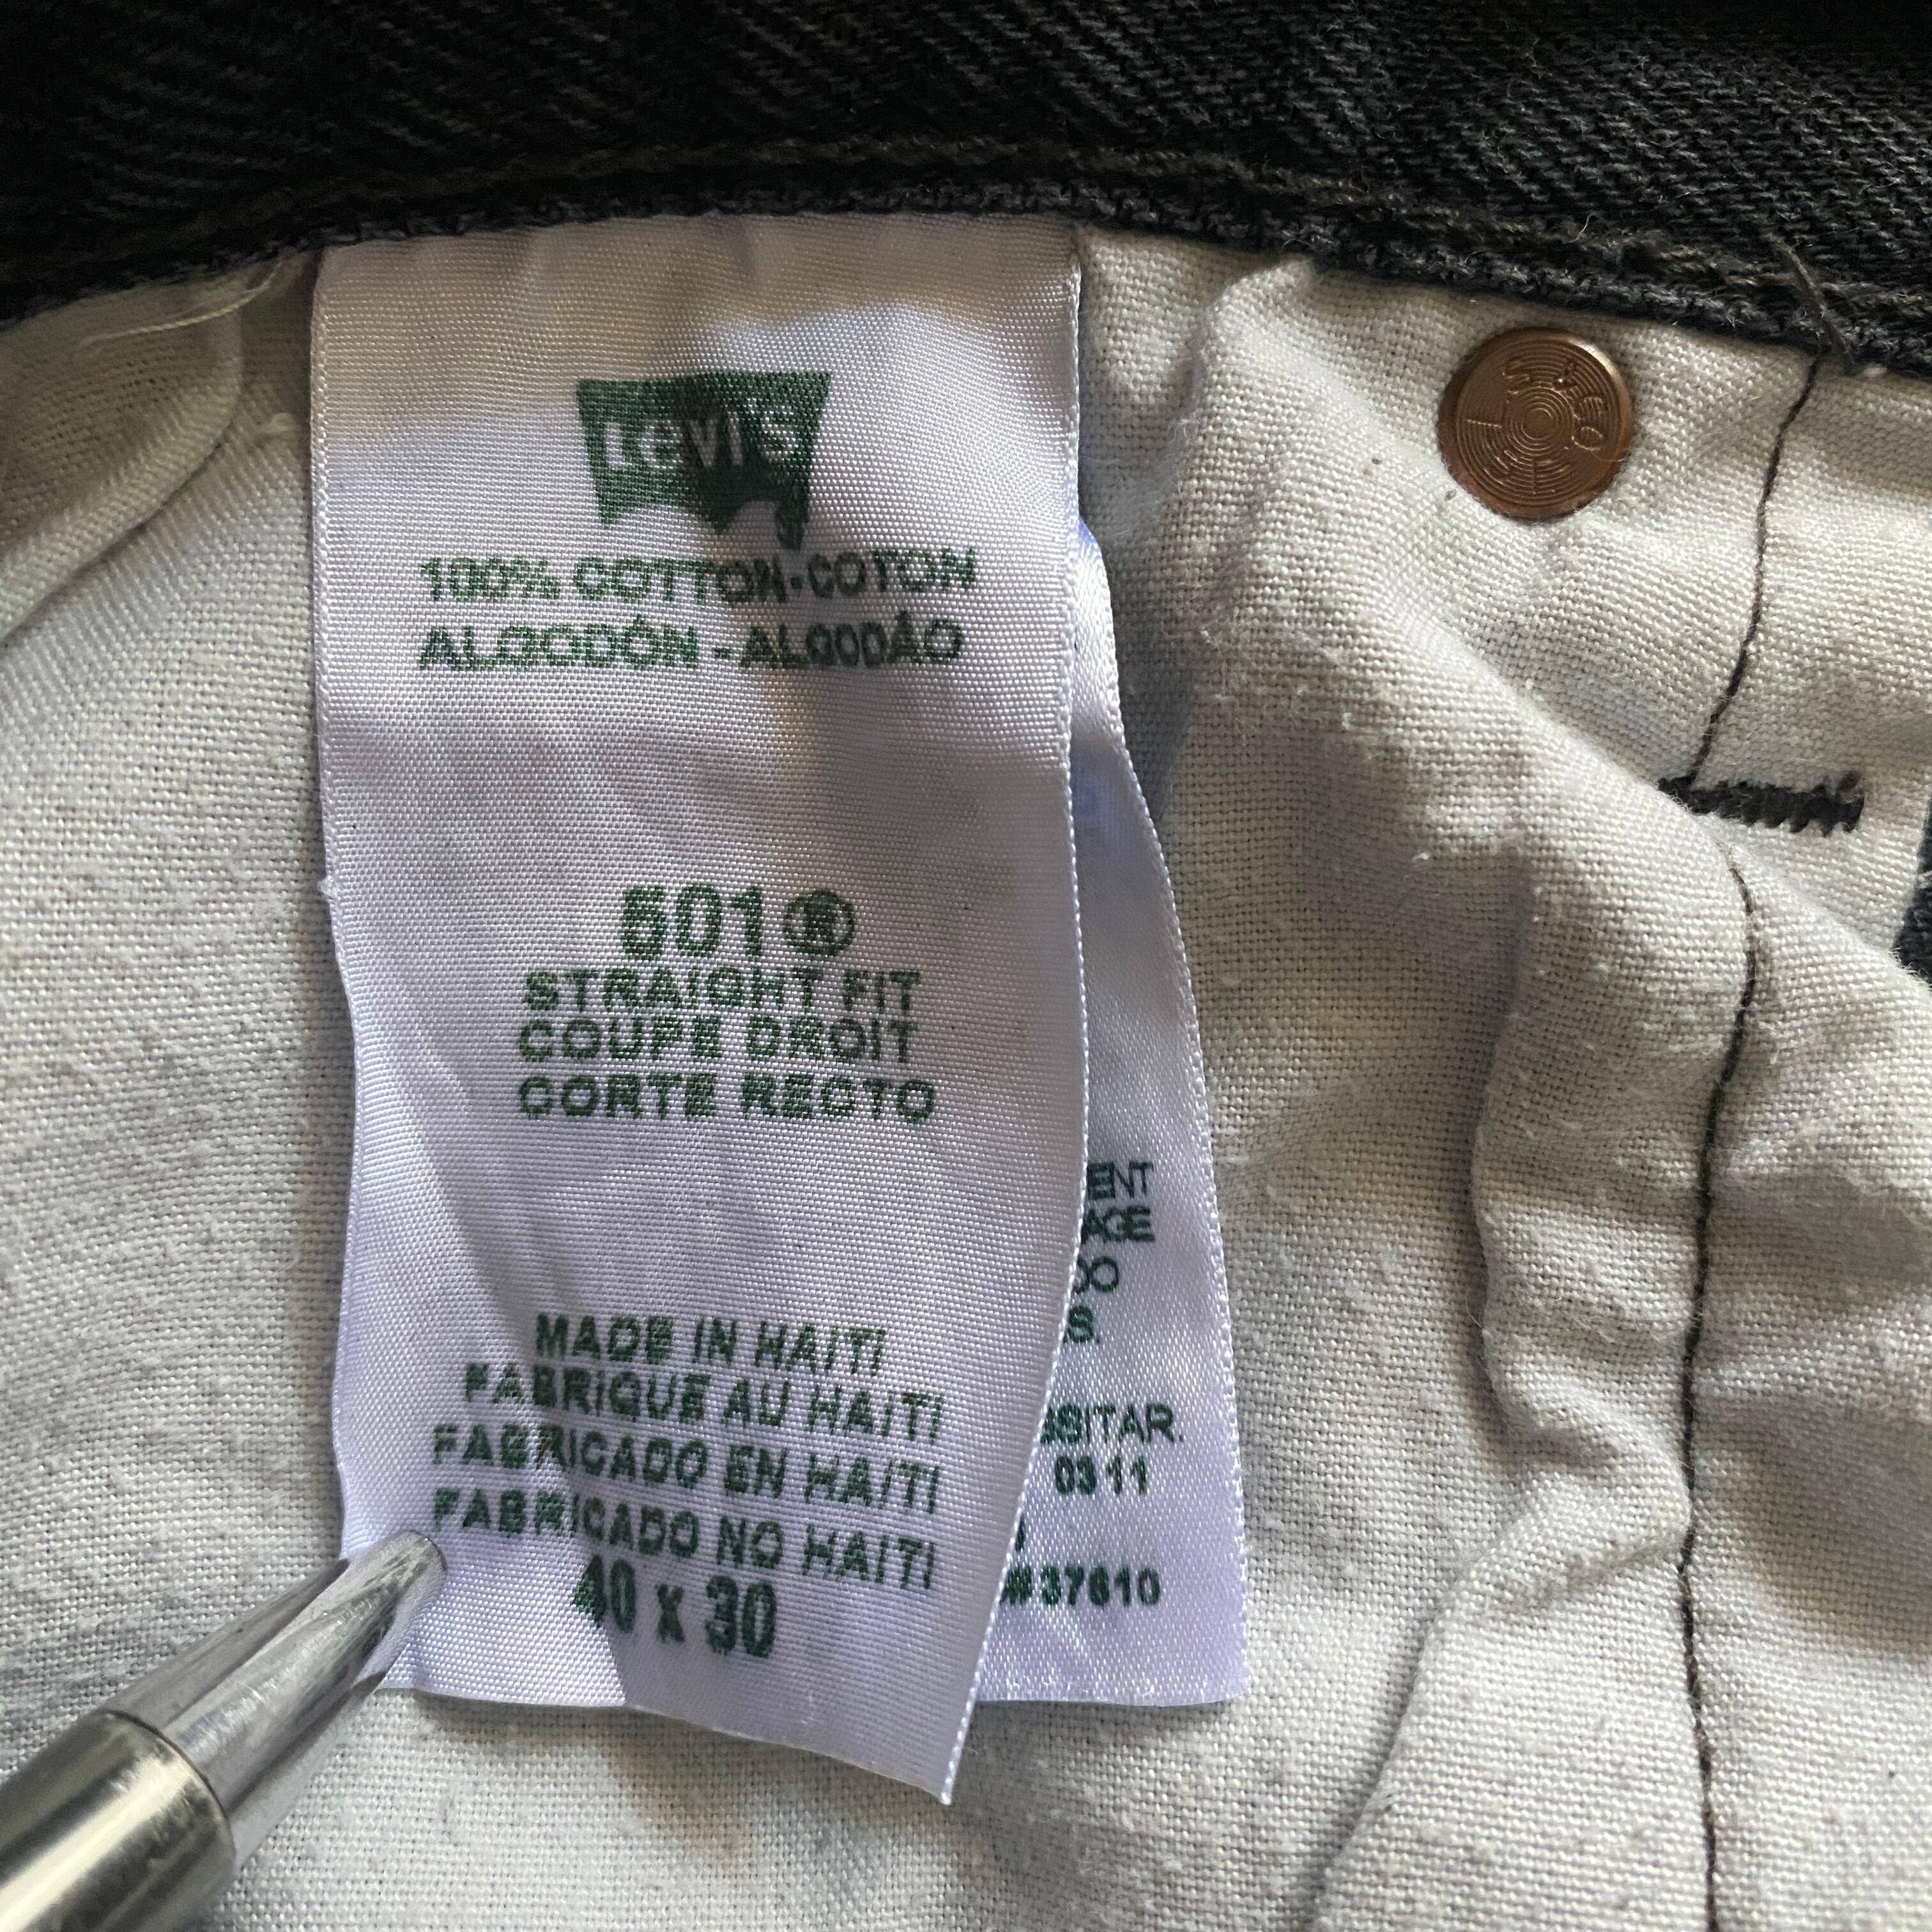 Levi's
100% COTTON-COTON
ALGODÓN - ALGODÃO
501®
STRAIGHT FIT
COUPE DROIT
CORTE RECTO
MADE IN HAITI
FABRIQUE AU HAITI
FABRICADO EN HAITI
FABRICADO NO HAITI
40 x 30
ENT
AGE
S.
SITAR.
03 11
37610
L S & CO